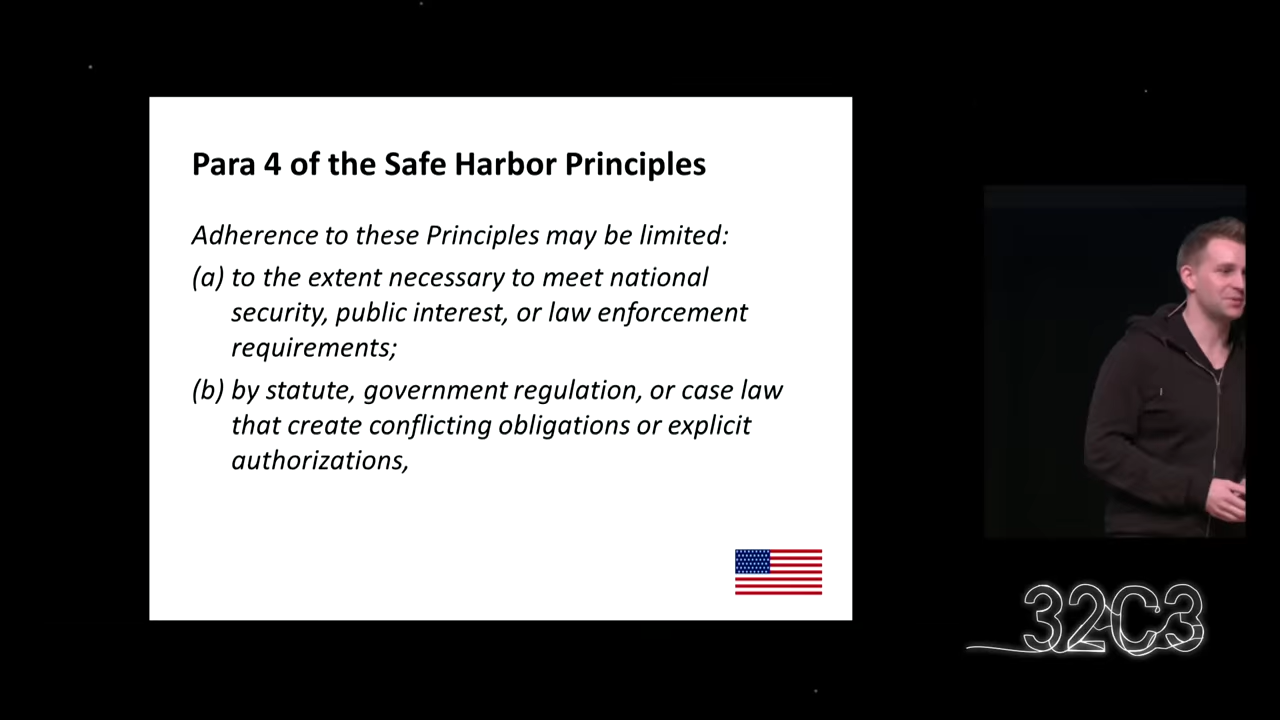 Para 4 of the Safe Harbor Principles
Adherence to these Principles may be limited:
(a) to the extent necessary to meet national
security, public interest, or law enforcement
requirements;
(b) by statute, government regulation, or case law
that create conflicting obligations or explicit
authorizations,
32C3